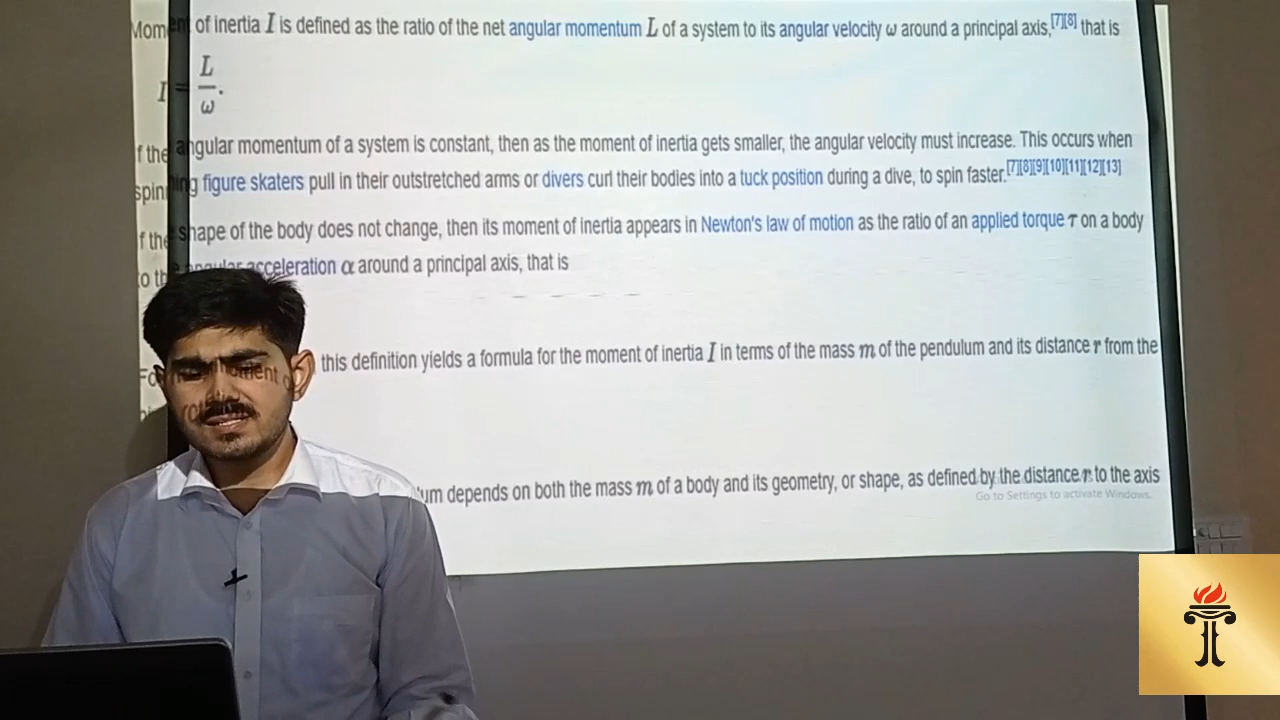 Moment of inertia I is defined as the ratio of the net angular momentum L of a system to its angular velocity ω around a principal axis,[7][8] that is
I = L/ω.
f the angular momentum of a system is constant, then as the moment of inertia gets smaller, the angular velocity must increase. This occurs when
spinning figure skaters pull in their outstretched arms or divers curl their bodies into a tuck position during a dive, to spin faster.[7][8][9][10][11][12][13]
f the shape of the body does not change, then its moment of inertia appears in Newton's law of motion as the ratio of an applied torque τ on a body
to the angular acceleration α around a principal axis, that is
this definition yields a formula for the moment of inertia I in terms of the mass m of the pendulum and its distance r from the
um depends on both the mass m of a body and its geometry, or shape, as defined by the distance r to the axis
Go to Settings to activate Windows.